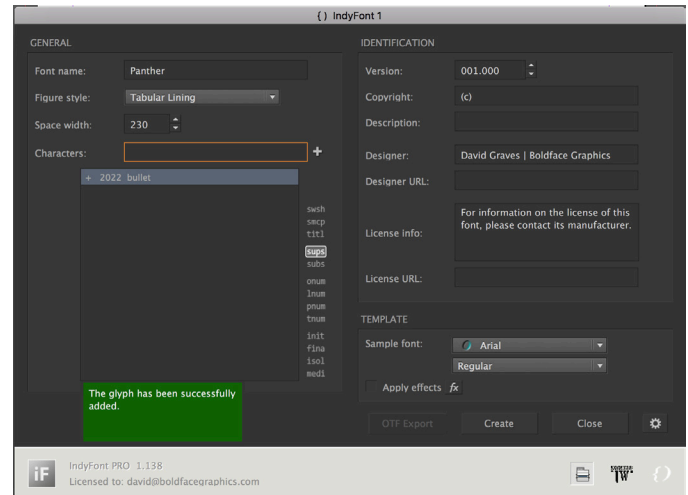 { } IndyFont 1
GENERAL
Font name: Panther
Figure style: Tabular Lining
Space width: 230
Characters: +
+ 2022 bullet
swsh
smcp
titl
sups
subs
onum
lnum
pnum
tnum
init
fina
isol
medi
The glyph has been successfully
added.
IDENTIFICATION
Version: 001.000
Copyright: (c)
Description:
Designer: David Graves | Boldface Graphics
Designer URL:
License info: For information on the license of this
font, please contact its manufacturer.
License URL:
TEMPLATE
Sample font: Arial
Regular
Apply effects fx
OTF Export Create Close
iF
IndyFont PRO 1.138
Licensed to: david@boldfacegraphics.com
TW